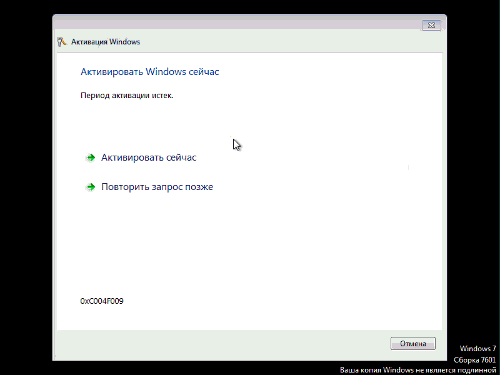 Активация Windows
Активировать Windows сейчас
Период активации истек.
Активировать сейчас
Повторить запрос позже
0xC004F009
Отмена
Windows 7
Сборка 7601
Ваша копия Windows не является подлинной